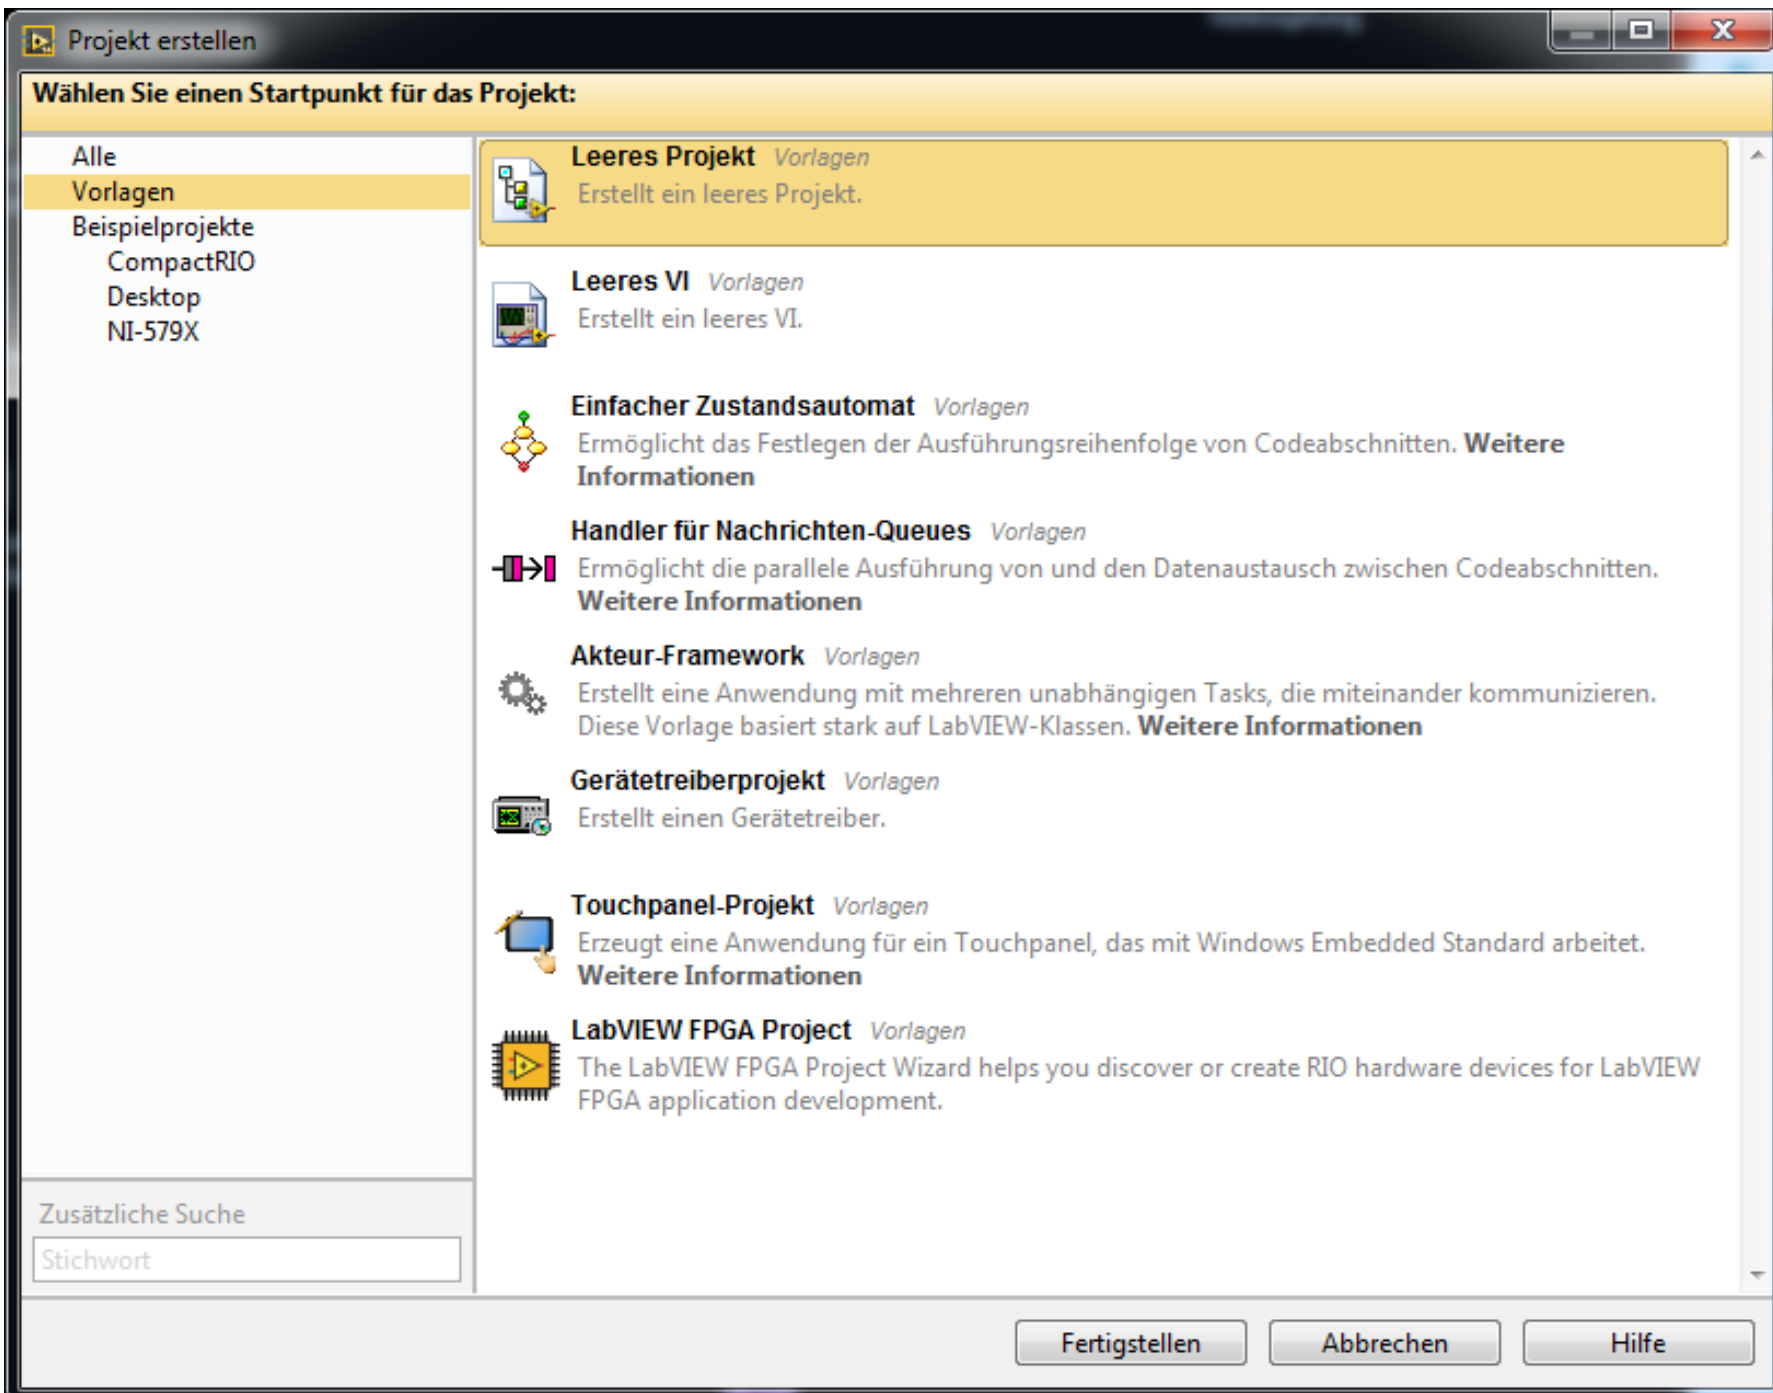 Projekt erstellen
Wählen Sie einen Startpunkt für das Projekt:
Alle
Vorlagen
Beispielprojekte
CompactRIO
Desktop
NI-579X
Leeres Projekt Vorlagen
Erstellt ein leeres Projekt.
Leeres VI Vorlagen
Erstellt ein leeres VI.
Einfacher Zustandsautomat Vorlagen
Ermöglicht das Festlegen der Ausführungsreihenfolge von Codeabschnitten. Weitere
Informationen
Handler für Nachrichten-Queues Vorlagen
Ermöglicht die parallele Ausführung von und den Datenaustausch zwischen Codeabschnitten.
Weitere Informationen
Akteur-Framework Vorlagen
Erstellt eine Anwendung mit mehreren unabhängigen Tasks, die miteinander kommunizieren.
Diese Vorlage basiert stark auf LabVIEW-Klassen. Weitere Informationen
Gerätetreiberprojekt Vorlagen
Erstellt einen Gerätetreiber.
Touchpanel-Projekt Vorlagen
Erzeugt eine Anwendung für ein Touchpanel, das mit Windows Embedded Standard arbeitet.
Weitere Informationen
LabVIEW FPGA Project Vorlagen
The LabVIEW FPGA Project Wizard helps you discover or create RIO hardware devices for LabVIEW
FPGA application development.
Zusätzliche Suche
Stichwort
Fertigstellen
Abbrechen
Hilfe